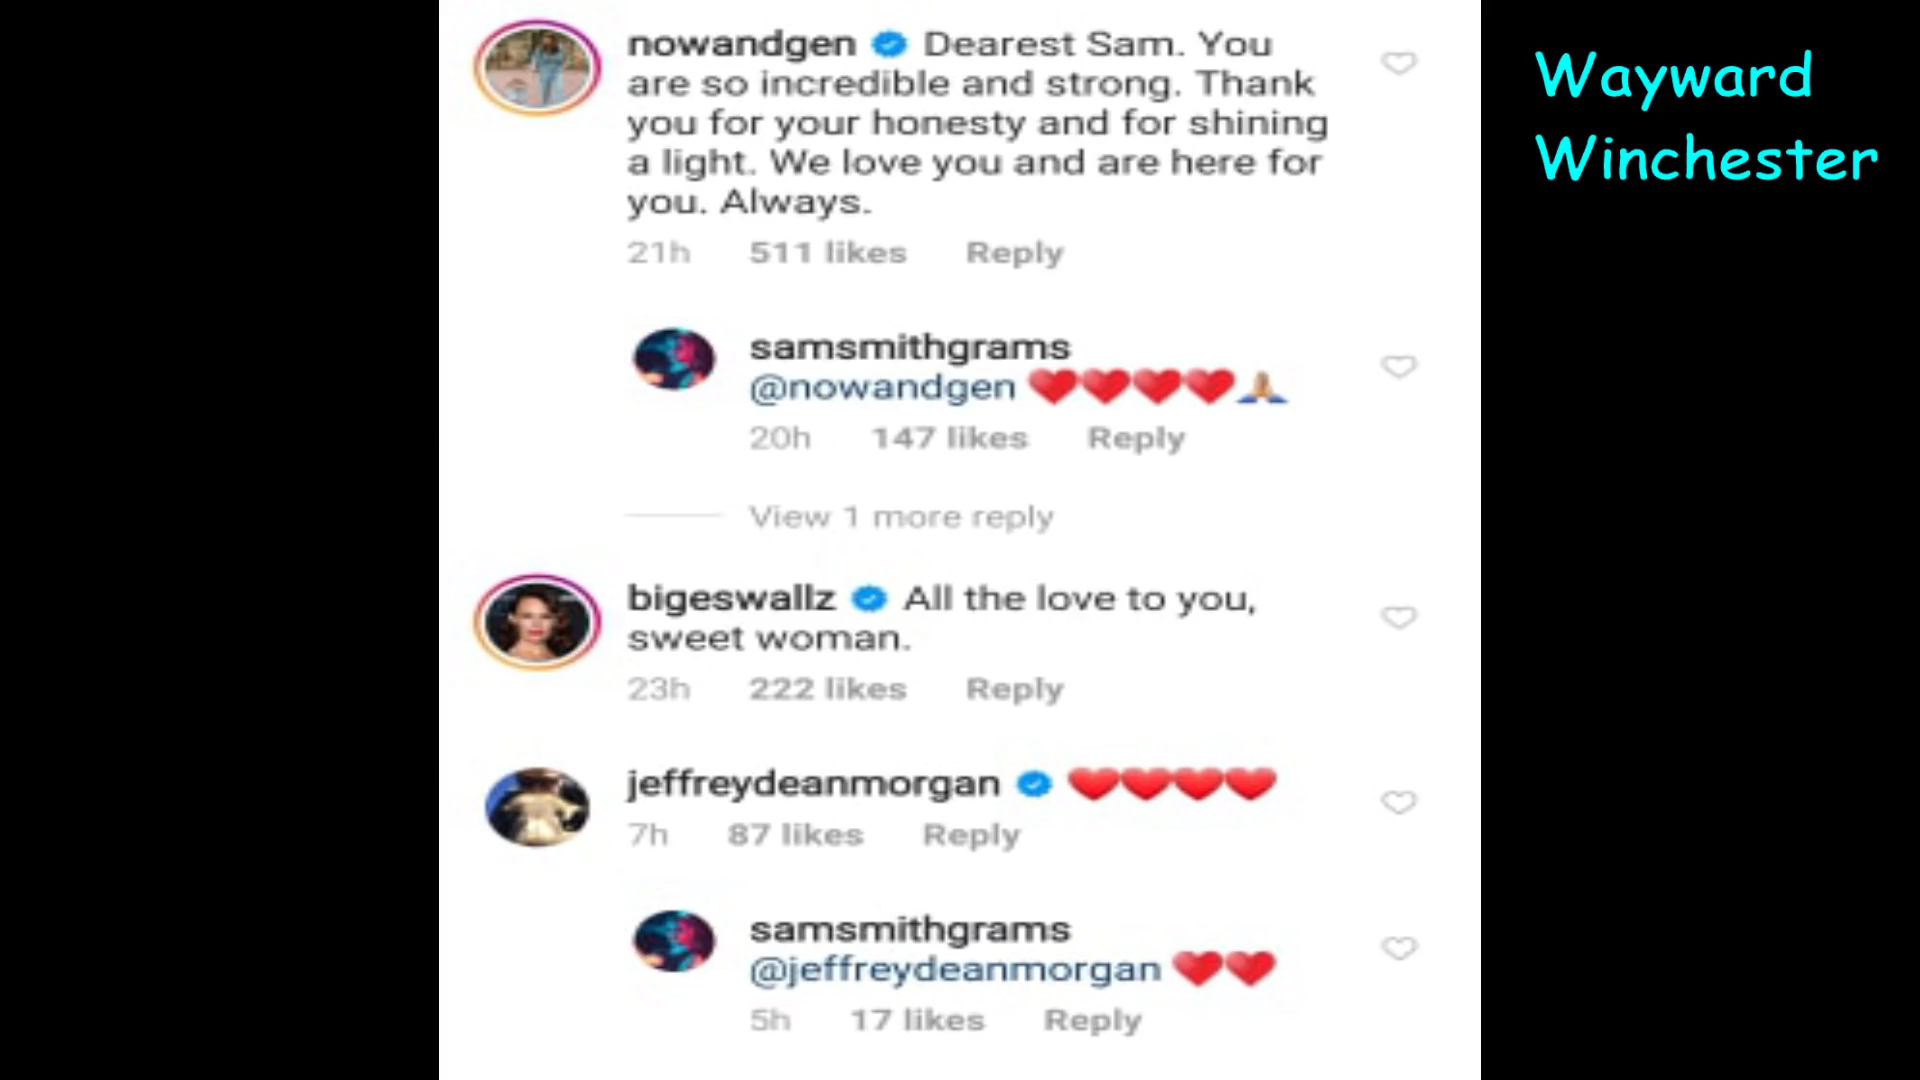 nowandgen Dearest Sam. You
are so incredible and strong. Thank
you for your honesty and for shining
a light. We love you and are here for
you. Always.
21h 511 likes Reply
samsmithgrams
@nowandgen ❤️❤️❤️❤️🙏🏼
20h 147 likes Reply
View 1 more reply
bigeswallz All the love to you,
sweet woman.
23h 222 likes Reply
jeffreydeanmorgan ❤️❤️❤️❤️
7h 87 likes Reply
samsmithgrams
@jeffreydeanmorgan ❤️❤️
5h 17 likes Reply
Wayward
Winchester